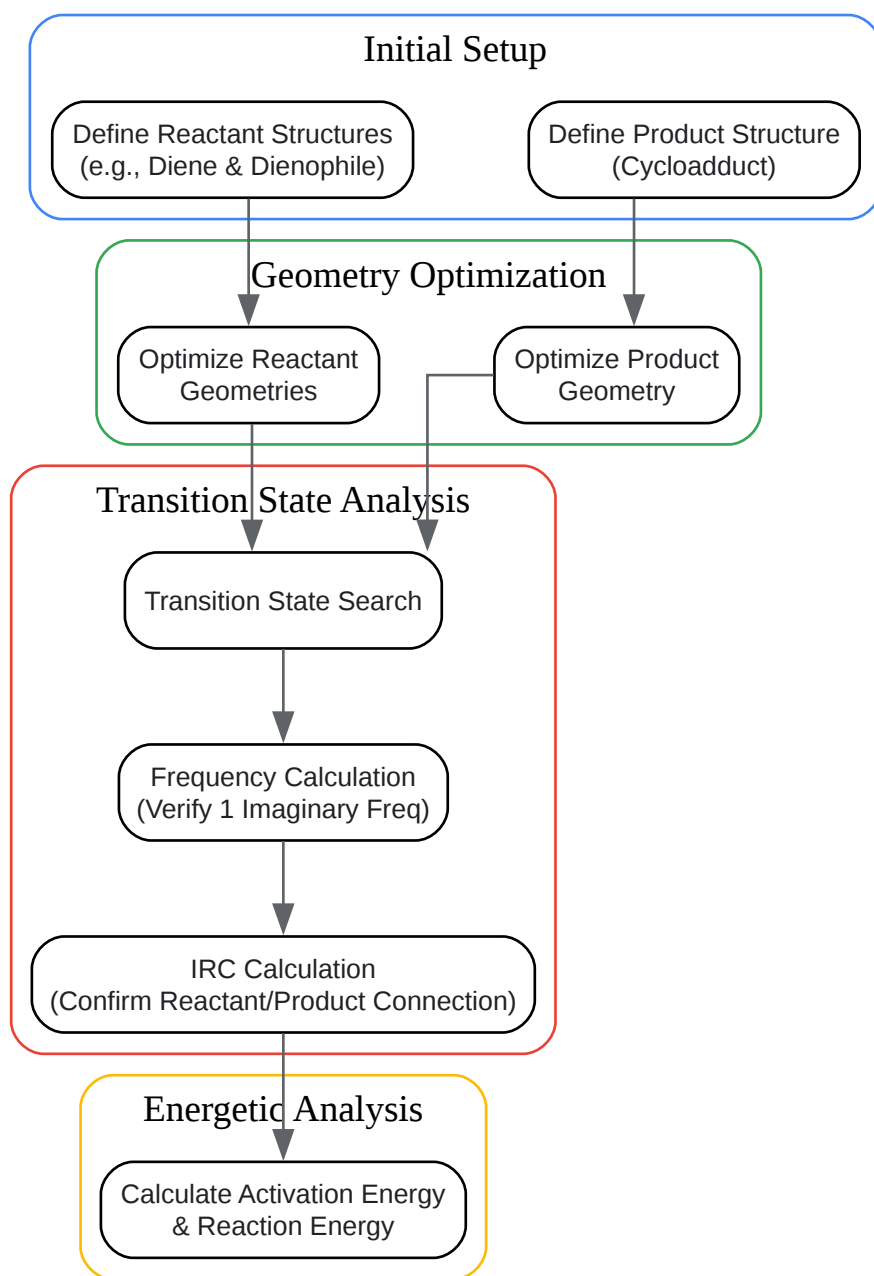 Initial Setup
Define Reactant Structures
(e.g., Diene & Dienophile)
Define Product Structure
(Cycloadduct)
Geometry Optimization
Optimize Reactant
Geometries
Optimize Product
Geometry
Transition State Analysis
Transition State Search
Frequency Calculation
(Verify 1 Imaginary Freq)
IRC Calculation
(Confirm Reactant/Product Connection)
Energetic Analysis
Calculate Activation Energy
& Reaction Energy